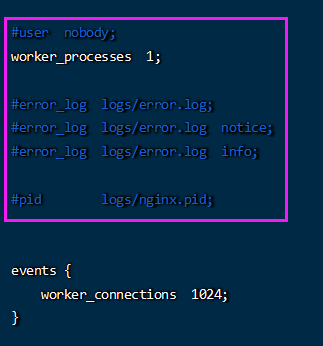 #user  nobody;
worker_processes  1;
#error_log  logs/error.log;
#error_log  logs/error.log  notice;
#error_log  logs/error.log  info;
#pid        logs/nginx.pid;
events {
    worker_connections  1024;
}